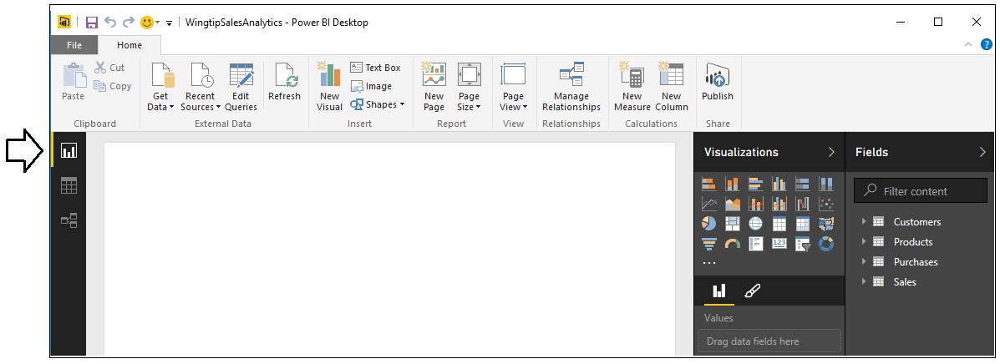 WingtipSalesAnalytics - Power BI Desktop
File Home
?
Paste
Cut
Copy
Clipboard
Get Data
Recent Sources
Edit Queries
Refresh
External Data
New Visual
Text Box
Image
Shapes
Insert
New Page
Page Size
Report
Page View
View
Manage Relationships
Relationships
New Measure
New Column
Calculations
Publish
Share
Visualizations
123
Values
Drag data fields here
Fields
Filter content
Customers
Products
Purchases
Sales